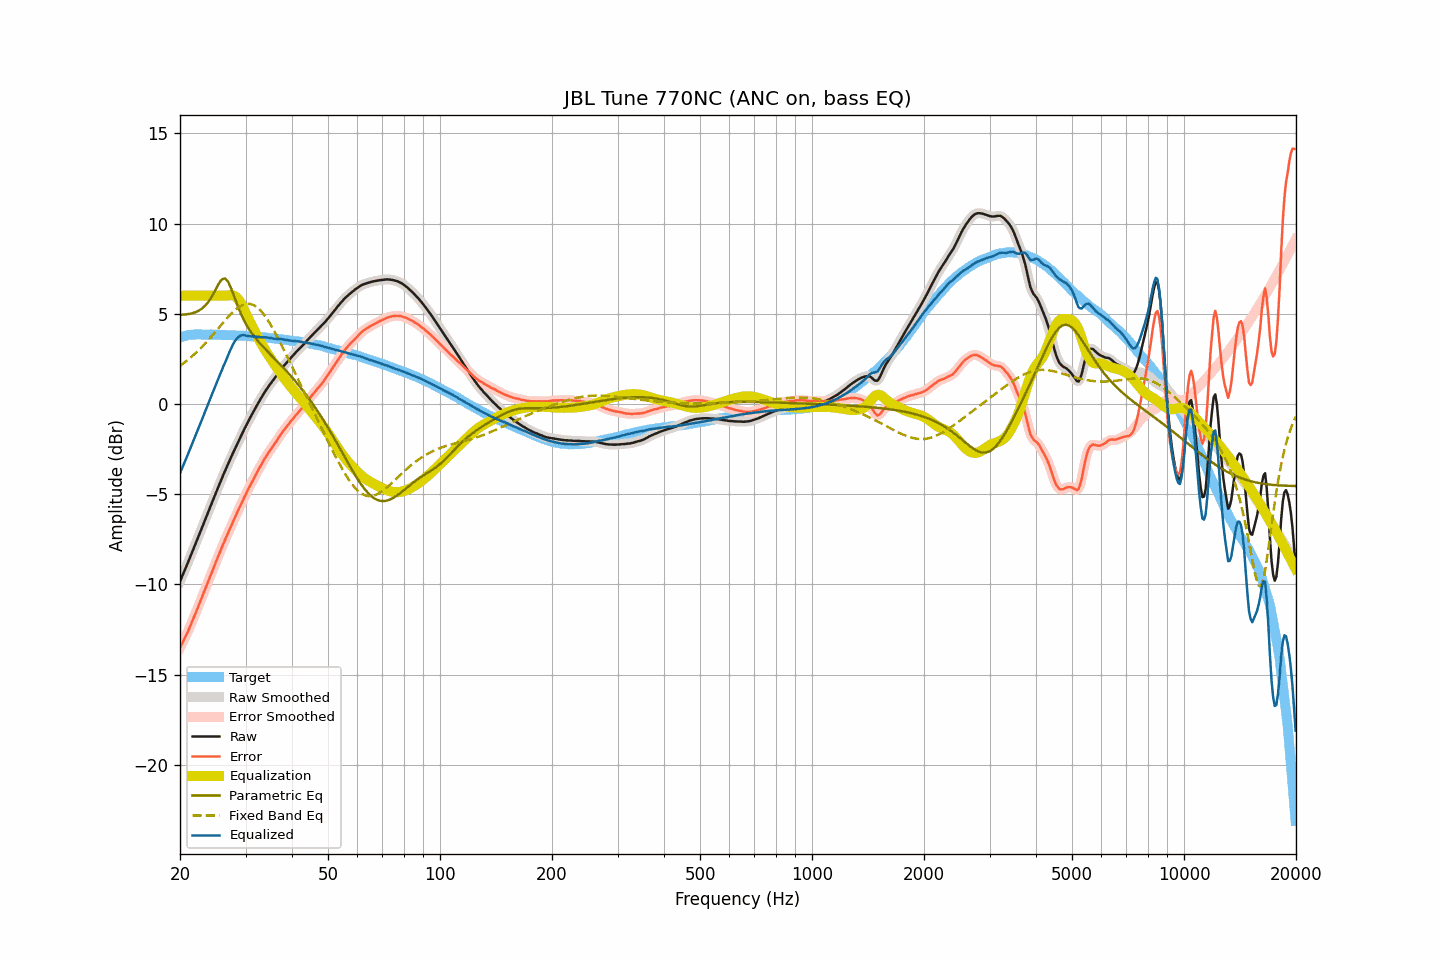 JBL Tune 770NC (ANC on, bass EQ)
Amplitude (dBr)
15
10
5
0
−5
−10
−15
−20
Target
Raw Smoothed
Error Smoothed
Raw
Error
Equalization
Parametric Eq
Fixed Band Eq
Equalized
20 50 100 200 500 1000 2000 5000 10000 20000
Frequency (Hz)